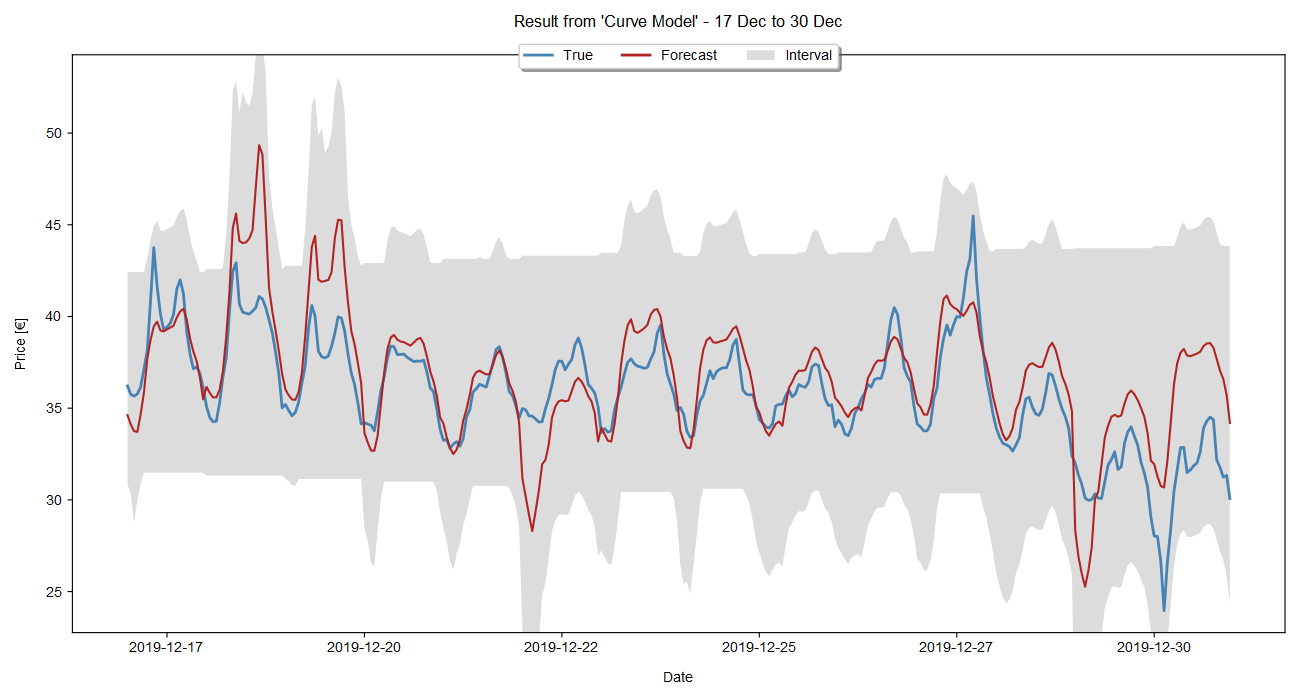 Result from 'Curve Model' - 17 Dec to 30 Dec
True Forecast Interval
50
45
40
35
30
25
Price [€]
2019-12-17 2019-12-20 2019-12-22 2019-12-25 2019-12-27 2019-12-30
Date